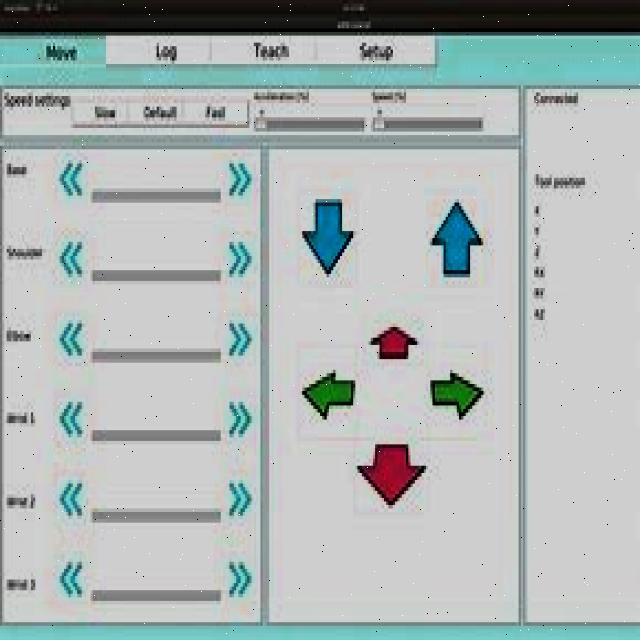 Move
Log
Teach
Setup
Speed settings
Slow
Default
Fast
Acceleration [%]
Speed [%]
Connected
Base
Tool position
X
Y
Z
Shoulder
RX
RY
RZ
Elbow
Wrist 1
Wrist 2
Wrist 3